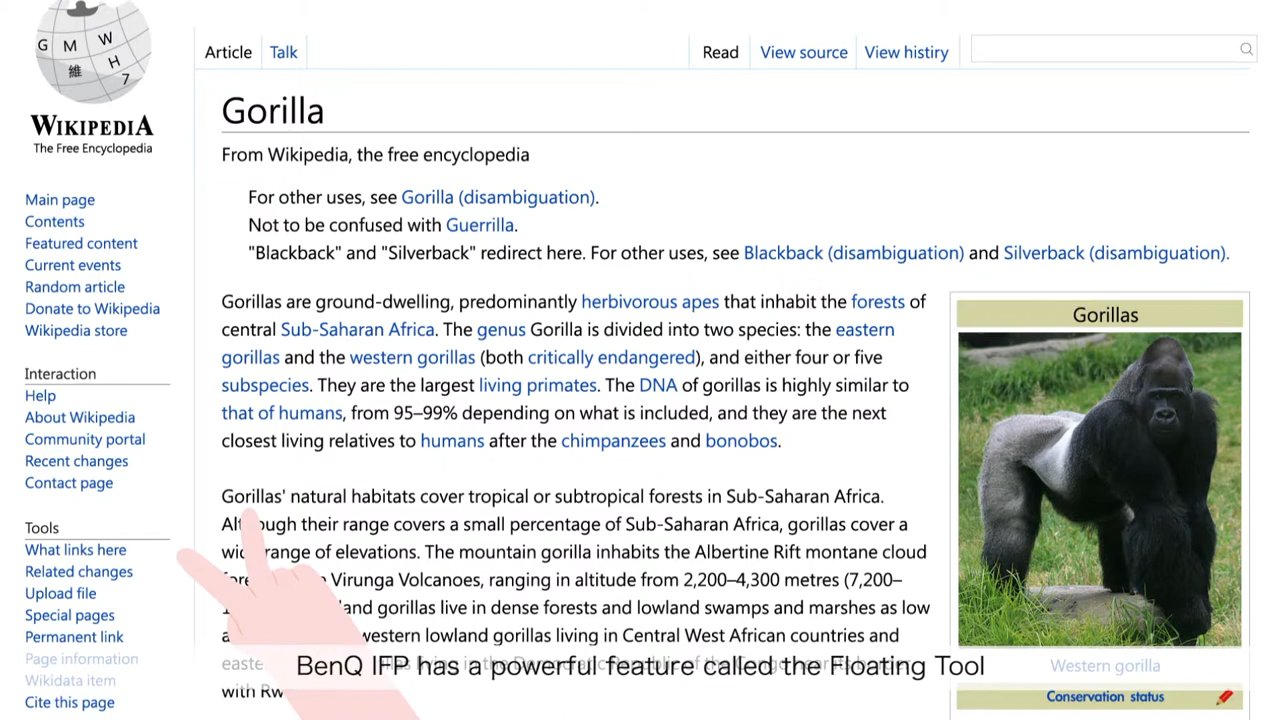 G M W
維 H
7
WIKIPEDIA
The Free Encyclopedia
Main page
Contents
Featured content
Current events
Random article
Donate to Wikipedia
Wikipedia store
Interaction
Help
About Wikipedia
Community portal
Recent changes
Contact page
Tools
What links here
Related changes
Upload file
Special pages
Permanent link
Page information
Wikidata item
Cite this page
Article Talk
Read View source View histiry
Gorilla
From Wikipedia, the free encyclopedia
For other uses, see Gorilla (disambiguation).
Not to be confused with Guerrilla.
"Blackback" and "Silverback" redirect here. For other uses, see Blackback (disambiguation) and Silverback (disambiguation).
Gorillas are ground-dwelling, predominantly herbivorous apes that inhabit the forests of
central Sub-Saharan Africa. The genus Gorilla is divided into two species: the eastern
gorillas and the western gorillas (both critically endangered), and either four or five
subspecies. They are the largest living primates. The DNA of gorillas is highly similar to
that of humans, from 95–99% depending on what is included, and they are the next
closest living relatives to humans after the chimpanzees and bonobos.
Gorillas' natural habitats cover tropical or subtropical forests in Sub-Saharan Africa.
Although their range covers a small percentage of Sub-Saharan Africa, gorillas cover a
range of elevations. The mountain gorilla inhabits the Albertine Rift montane cloud
Virunga Volcanoes, ranging in altitude from 2,200–4,300 metres (7,200–
gorillas live in dense forests and lowland swamps and marshes as low
western lowland gorillas living in Central West African countries and
with
Gorillas
Western gorilla
Conservation status
BenQ IFP has a powerful feature called the Floating Tool